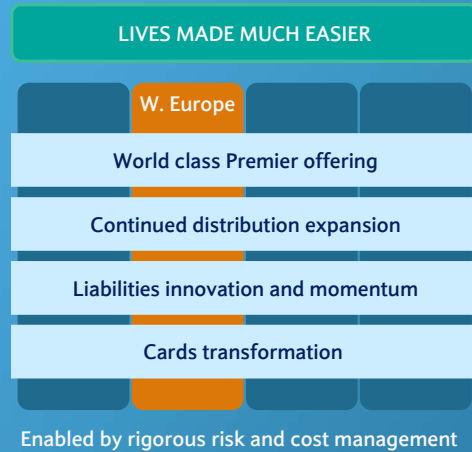 LIVES MADE MUCH EASIER
W. Europe
World class Premier offering
Continued distribution expansion
Liabilities innovation and momentum
Cards transformation
Enabled by rigorous risk and cost management